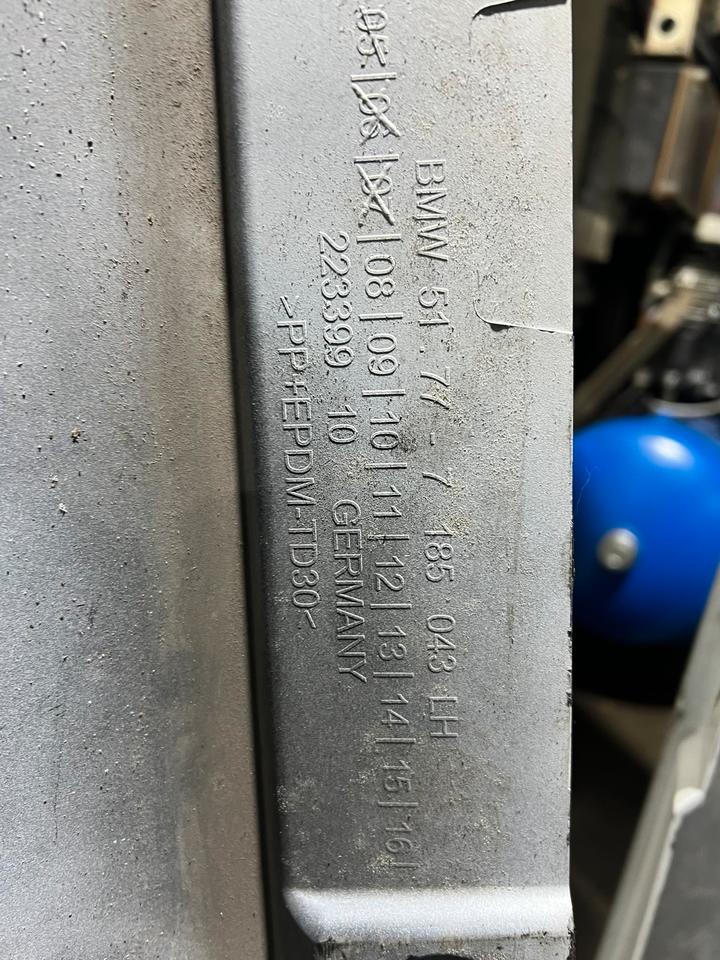 BMW 51.77 - 7 185 043 LH
05|06|07|08|09|10|11|12|13|14|15|16|
223399 10 GERMANY
>PP+EPDM-TD30<